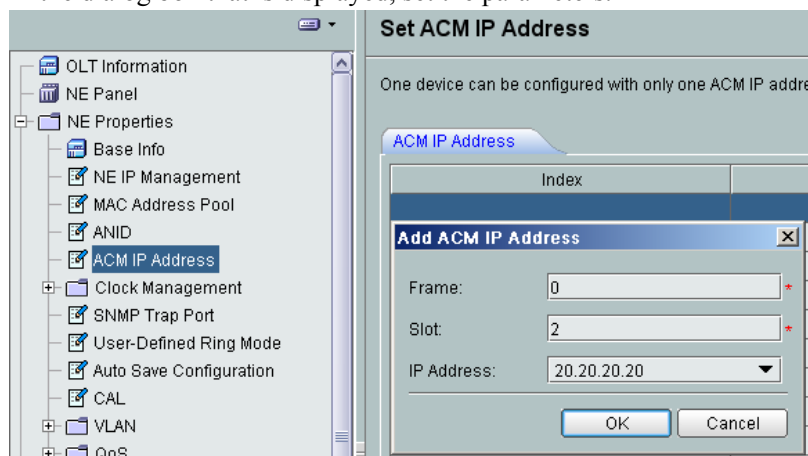 Set ACM IP Address
OLT Information
NE Panel
NE Properties
Base Info
NE IP Management
MAC Address Pool
ANID
ACM IP Address
Clock Management
SNMP Trap Port
User-Defined Ring Mode
Auto Save Configuration
CAL
VLAN
QoS
One device can be configured with only one ACM IP addre
ACM IP Address
Index
Add ACM IP Address
Frame:
0
*
Slot:
2
*
IP Address:
20.20.20.20
OK
Cancel